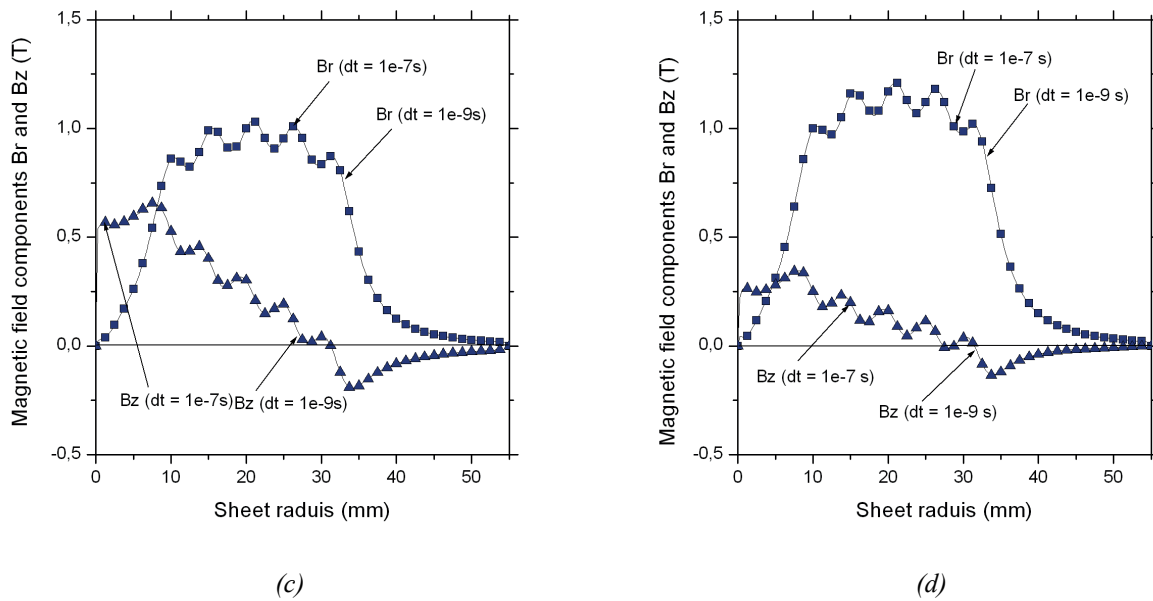 Magnetic field components Br and Bz (T)
1,5
1,0
0,5
0,0
-0,5
0 10 20 30 40 50
Sheet raduis (mm)
Br (dt = 1e-7s)
Br (dt = 1e-9s)
Bz (dt = 1e-7s)
Bz (dt = 1e-9s)
(c)
Magnetic field components Br and Bz (T)
1,5
1,0
0,5
0,0
-0,5
0 10 20 30 40 50
Sheet raduis (mm)
Br (dt = 1e-7 s)
Br (dt = 1e-9 s)
Bz (dt = 1e-7 s)
Bz (dt = 1e-9 s)
(d)